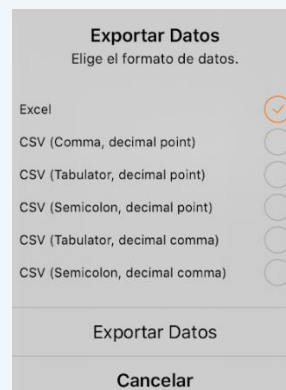 Exportar Datos
Elige el formato de datos.
Excel
CSV (Comma, decimal point)
CSV (Tabulator, decimal point)
CSV (Semicolon, decimal point)
CSV (Tabulator, decimal comma)
CSV (Semicolon, decimal comma)
Exportar Datos
Cancelar